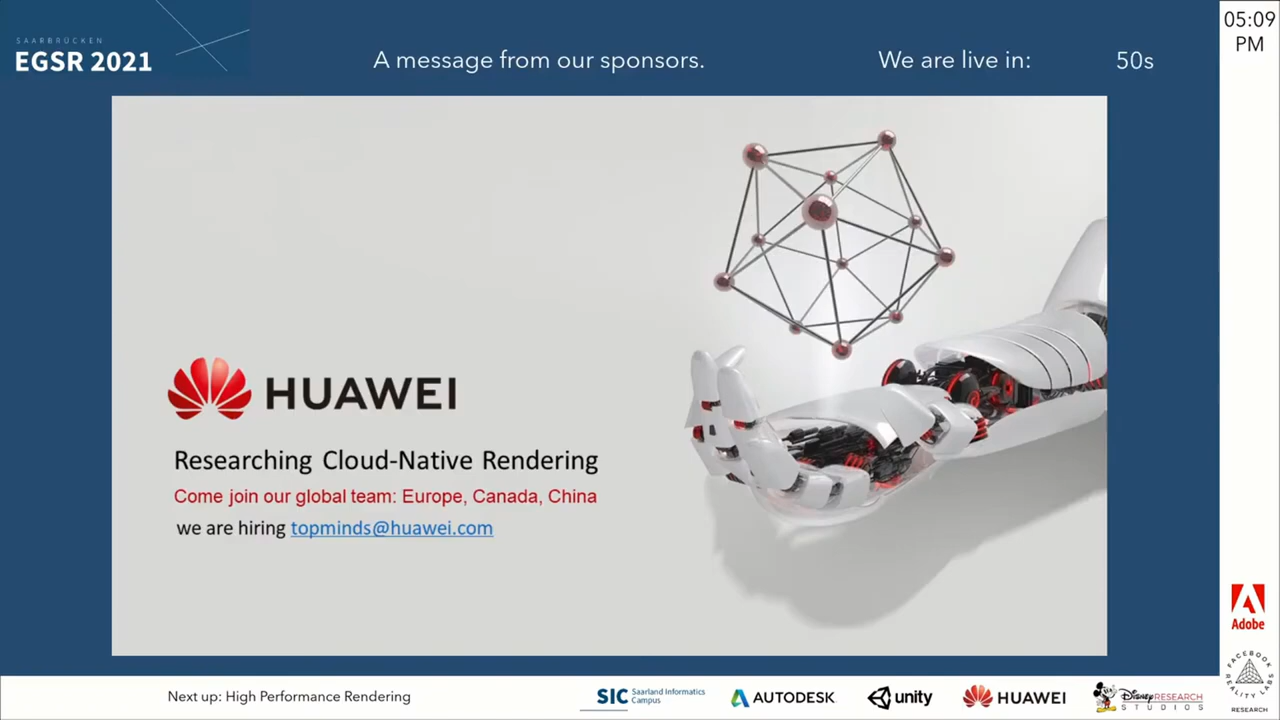 SAARBRÜCKEN
EGSR 2021
A message from our sponsors.
We are live in:
50s
05:09
PM
HUAWEI
Researching Cloud-Native Rendering
Come join our global team: Europe, Canada, China
we are hiring topminds@huawei.com
Adobe
FACEBOOK
REALITY LABS
RESEARCH
Next up: High Performance Rendering
SIC Saarland Informatics
Campus
AUTODESK
unity
HUAWEI
Disney RESEARCH
STUDIOS